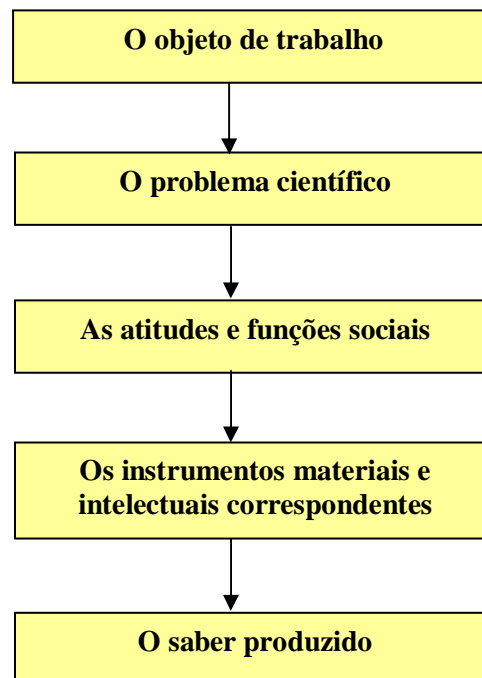 O objeto de trabalho
O problema científico
As atitudes e funções sociais
Os instrumentos materiais e
intelectuais correspondentes
O saber produzido